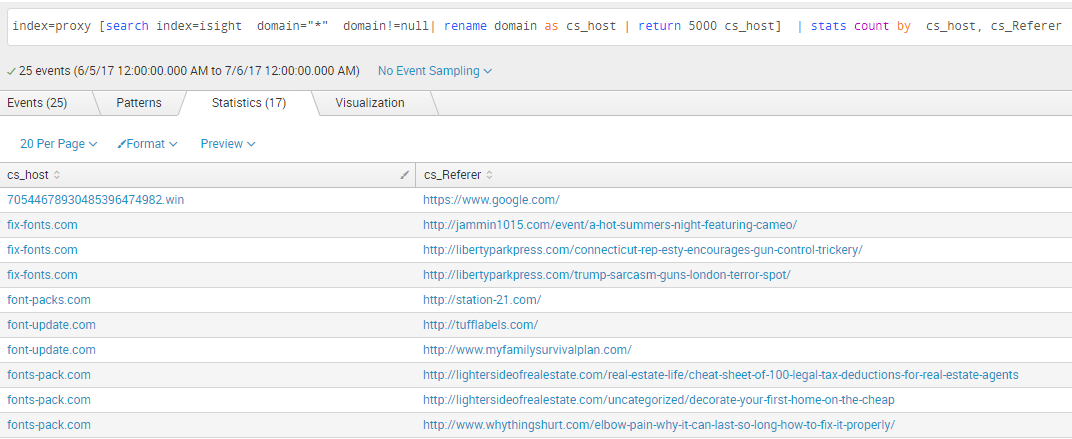 index=proxy [search index=isight domain="*" domain!=null| rename domain as cs_host | return 5000 cs_host] | stats count by cs_host, cs_Referer
25 events (6/5/17 12:00:00.000 AM to 7/6/17 12:00:00.000 AM) No Event Sampling
Events (25) Patterns Statistics (17) Visualization
20 Per Page Format Preview
cs_host cs_Referer
70544678930485396474982.win https://www.google.com/
fix-fonts.com http://jammin1015.com/event/a-hot-summers-night-featuring-cameo/
fix-fonts.com http://libertyparkpress.com/connecticut-rep-esty-encourages-gun-control-trickery/
fix-fonts.com http://libertyparkpress.com/trump-sarcasm-guns-london-terror-spot/
font-packs.com http://station-21.com/
font-update.com http://tufflabels.com/
font-update.com http://www.myfamilysurvivalplan.com/
fonts-pack.com http://lightersideofrealestate.com/real-estate-life/cheat-sheet-of-100-legal-tax-deductions-for-real-estate-agents
fonts-pack.com http://lightersideofrealestate.com/uncategorized/decorate-your-first-home-on-the-cheap
fonts-pack.com http://www.whythingshurt.com/elbow-pain-why-it-can-last-so-long-how-to-fix-it-properly/